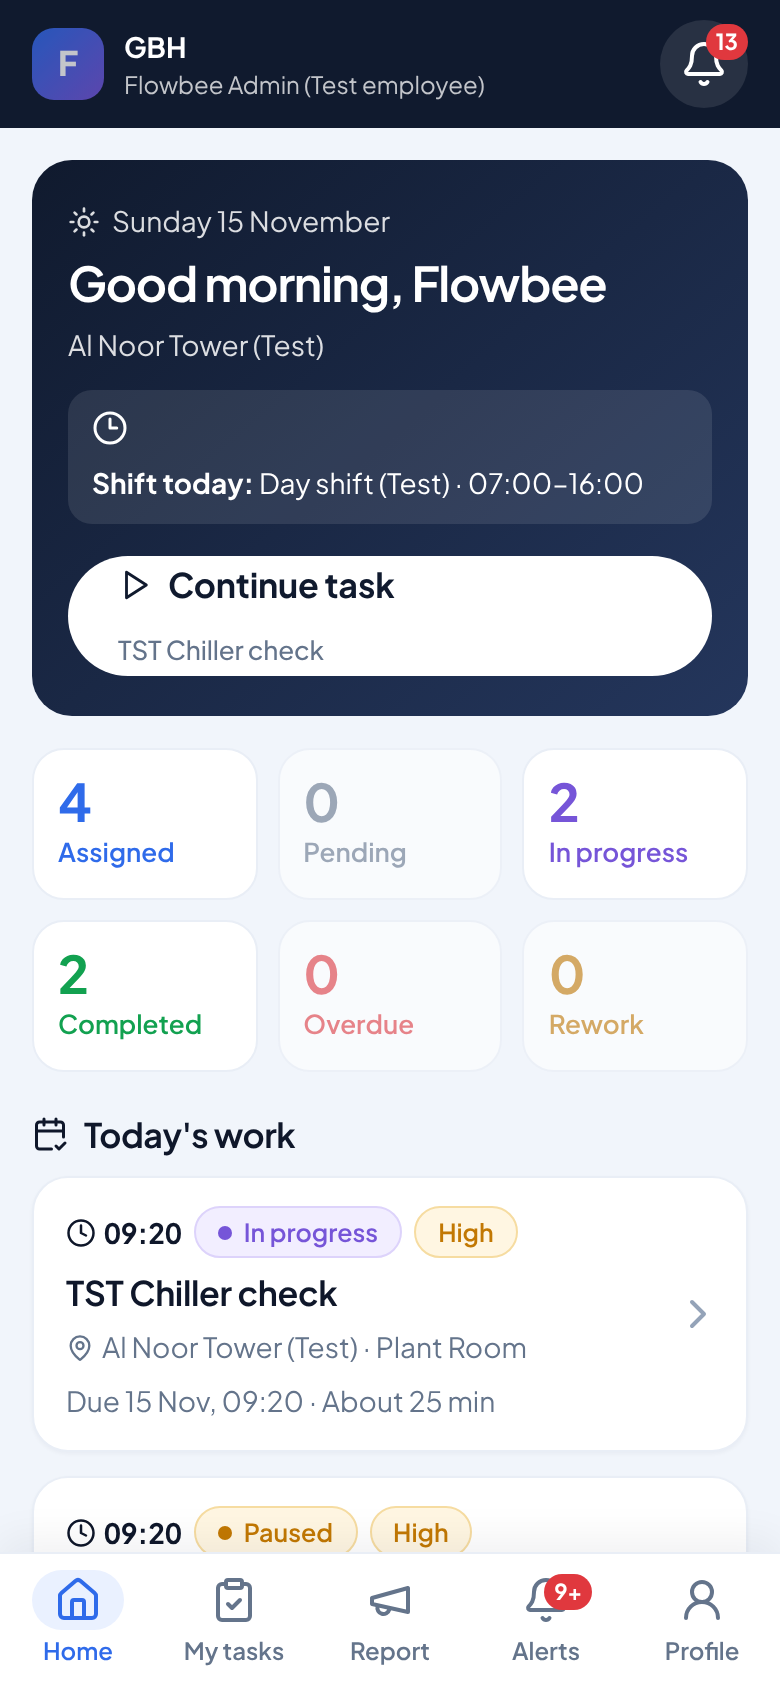 F
GBH
Flowbee Admin (Test employee)
13
Sunday 15 November
Good morning, Flowbee
Al Noor Tower (Test)
Shift today: Day shift (Test) · 07:00–16:00
Continue task
TST Chiller check
4
Assigned
0
Pending
2
In progress
2
Completed
0
Overdue
0
Rework
Today's work
09:20 In progress High
TST Chiller check
Al Noor Tower (Test) · Plant Room
Due 15 Nov, 09:20 · About 25 min
09:20 Paused High
9+
Home My tasks Report Alerts Profile